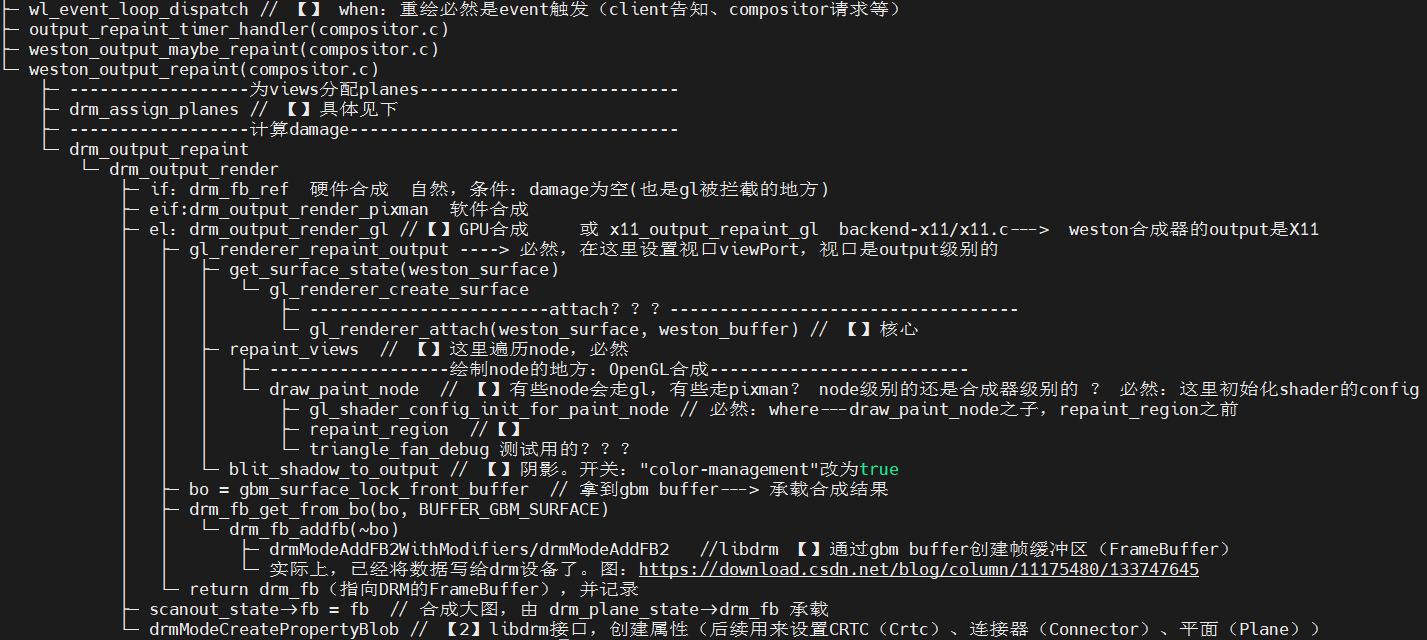 ├─ wl_event_loop_dispatch // 【】 when：重绘必然是event触发（client告知、compositor请求等）
├─ output_repaint_timer_handler(compositor.c)
├─ weston_output_maybe_repaint(compositor.c)
└─ weston_output_repaint(compositor.c)
├─ ------------------为views分配planes--------------------------
├─ drm_assign_planes // 【】具体见下
├─ ------------------计算damage---------------------------------
└─ drm_output_repaint
└─ drm_output_render
├─ if：drm_fb_ref  硬件合成  自然，条件：damage为空(也是gl被拦截的地方)
├─ eif:drm_output_render_pixman  软件合成
├─ el：drm_output_render_gl //【】GPU合成     或 x11_output_repaint_gl  backend-x11/x11.c---> weston合成器的output是X11
│ ├─ gl_renderer_repaint_output ----> 必然，在这里设置视口viewPort，视口是output级别的
│ │ ├─ get_surface_state(weston_surface)
│ │ │ └─ gl_renderer_create_surface
│ │ │ ├─ ------------------------attach？？？-----------------------------------
│ │ │ └─ gl_renderer_attach(weston_surface, weston_buffer) // 【】核心
│ │ ├─ repaint_views  // 【】这里遍历node，必然
│ │ │ ├─ ------------------绘制node的地方：OpenGL合成--------------------------
│ │ │ └─ draw_paint_node  // 【】有些node会走gl，有些走pixman？ node级别的还是合成器级别的 ？ 必然：这里初始化shader的config
│ │ │ ├─ gl_shader_config_init_for_paint_node // 必然：where---draw_paint_node之子，repaint_region之前
│ │ │ ├─ repaint_region  //【】
│ │ │ └─ triangle_fan_debug 测试用的？？？
│ │ └─ blit_shadow_to_output // 【】阴影。开关："color-management"改为true
│ ├─ bo = gbm_surface_lock_front_buffer  // 拿到gbm buffer---> 承载合成结果
│ ├─ drm_fb_get_from_bo(bo, BUFFER_GBM_SURFACE)
│ │ └─ drm_fb_addfb(~bo)
│ │ ├─ drmModeAddFB2WithModifiers/drmModeAddFB2   //libdrm 【】通过gbm buffer创建帧缓冲区（FrameBuffer）
│ │ └─ 实际上，已经将数据写给drm设备了。图：https://download.csdn.net/blog/column/11175480/133747645
│ └─ return drm_fb（指向DRM的FrameBuffer），并记录
├─ scanout_state→fb = fb  // 合成大图，由 drm_plane_state→drm_fb 承载
└─ drmModeCreatePropertyBlob // 【2】libdrm接口，创建属性（后续用来设置CRTC（Crtc）、连接器（Connector）、平面（Plane））